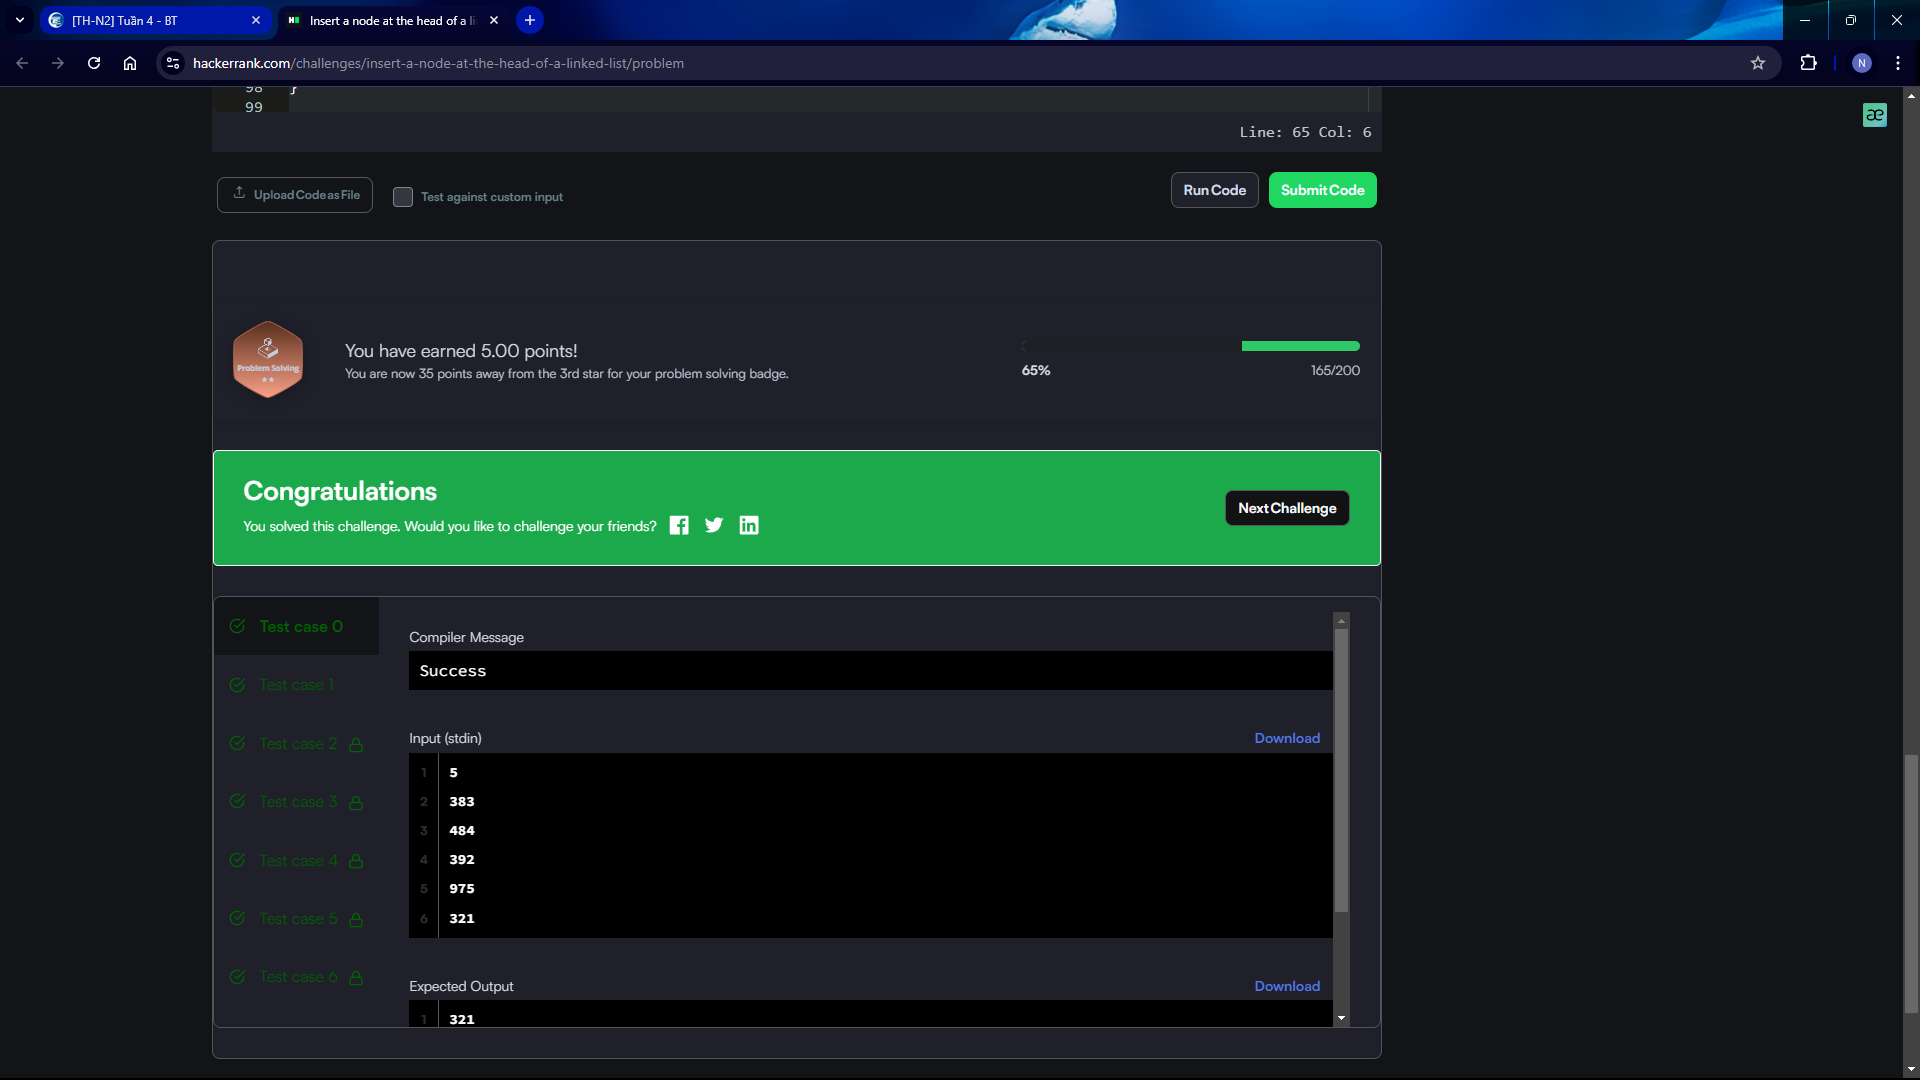 [TH-N2] Tuần 4 - BT
Insert a node at the head of a li
hackerrank.com/challenges/insert-a-node-at-the-head-of-a-linked-list/problem
N
98 }
99
æ
Line: 65 Col: 6
Upload Code as File
Test against custom input
Run Code
Submit Code
Problem Solving
You have earned 5.00 points!
You are now 35 points away from the 3rd star for your problem solving badge.
65%
165/200
Congratulations
You solved this challenge. Would you like to challenge your friends?
Next Challenge
Test case 0
Test case 1
Test case 2
Test case 3
Test case 4
Test case 5
Test case 6
Compiler Message
Success
Input (stdin)
Download
1 5
2 383
3 484
4 392
5 975
6 321
Expected Output
Download
1 321